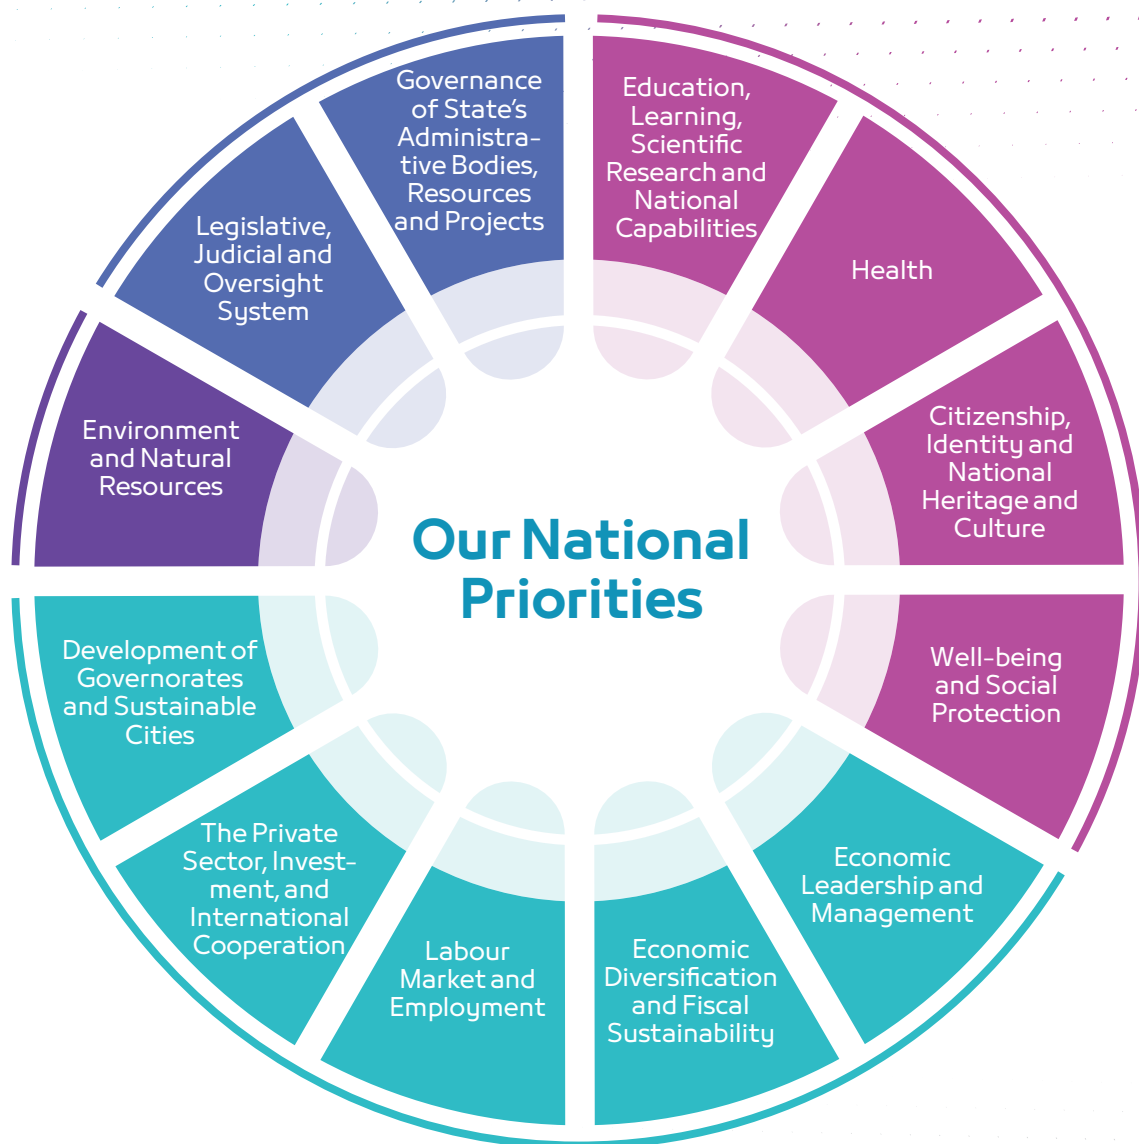 Governance
of State’s
Administra-
tive Bodies,
Resources
and Projects
Education,
Learning,
Scientific
Research and
National
Capabilities
Health
Citizenship,
Identity and
National
Heritage and
Culture
Well-being
and Social
Protection
Economic
Leadership and
Management
Economic
Diversification
and Fiscal
Sustainability
Labour
Market and
Employment
The Private
Sector, Invest-
ment, and
International
Cooperation
Development of
Governorates
and Sustainable
Cities
Environment
and Natural
Resources
Legislative,
Judicial and
Oversight
System
Our National
Priorities